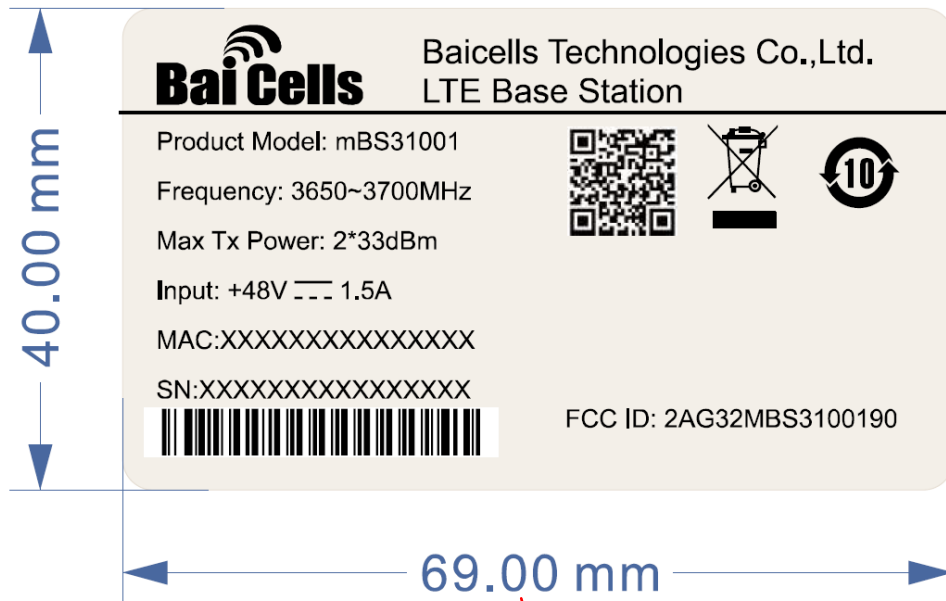 Bai Cells
Baicells Technologies Co.,Ltd.
LTE Base Station
Product Model: mBS31001
Frequency: 3650~3700MHz
Max Tx Power: 2*33dBm
Input: +48V ⎓ 1.5A
MAC:XXXXXXXXXXXXXXX
SN:XXXXXXXXXXXXXXXX
10
FCC ID: 2AG32MBS3100190
40.00 mm
69.00 mm